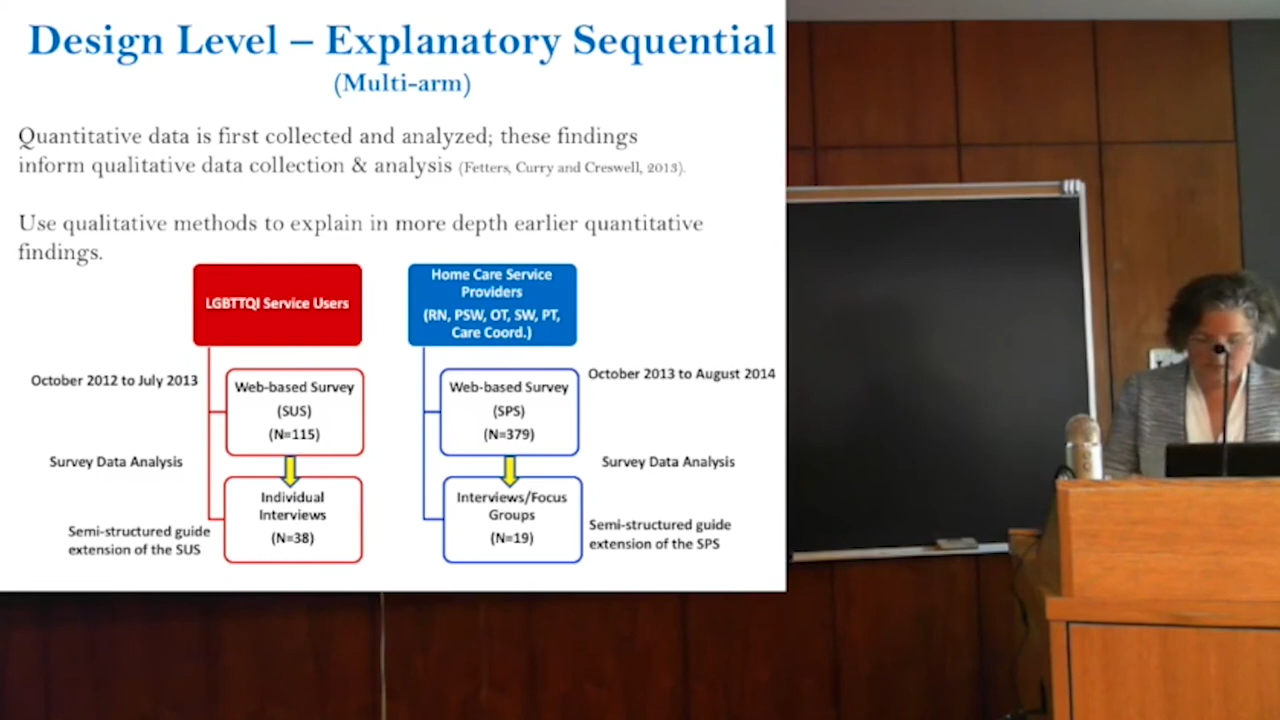 Design Level – Explanatory Sequential
(Multi-arm)
Quantitative data is first collected and analyzed; these findings
inform qualitative data collection & analysis (Fetters, Curry and Creswell, 2013).
Use qualitative methods to explain in more depth earlier quantitative
findings.
LGBTTQI Service Users
Home Care Service
Providers
(RN, PSW, OT, SW, PT,
Care Coord.)
October 2012 to July 2013
Web-based Survey
(SUS)
(N=115)
Web-based Survey
(SPS)
(N=379)
October 2013 to August 2014
Survey Data Analysis
Survey Data Analysis
Semi-structured guide
extension of the SUS
Individual
Interviews
(N=38)
Interviews/Focus
Groups
(N=19)
Semi-structured guide
extension of the SPS